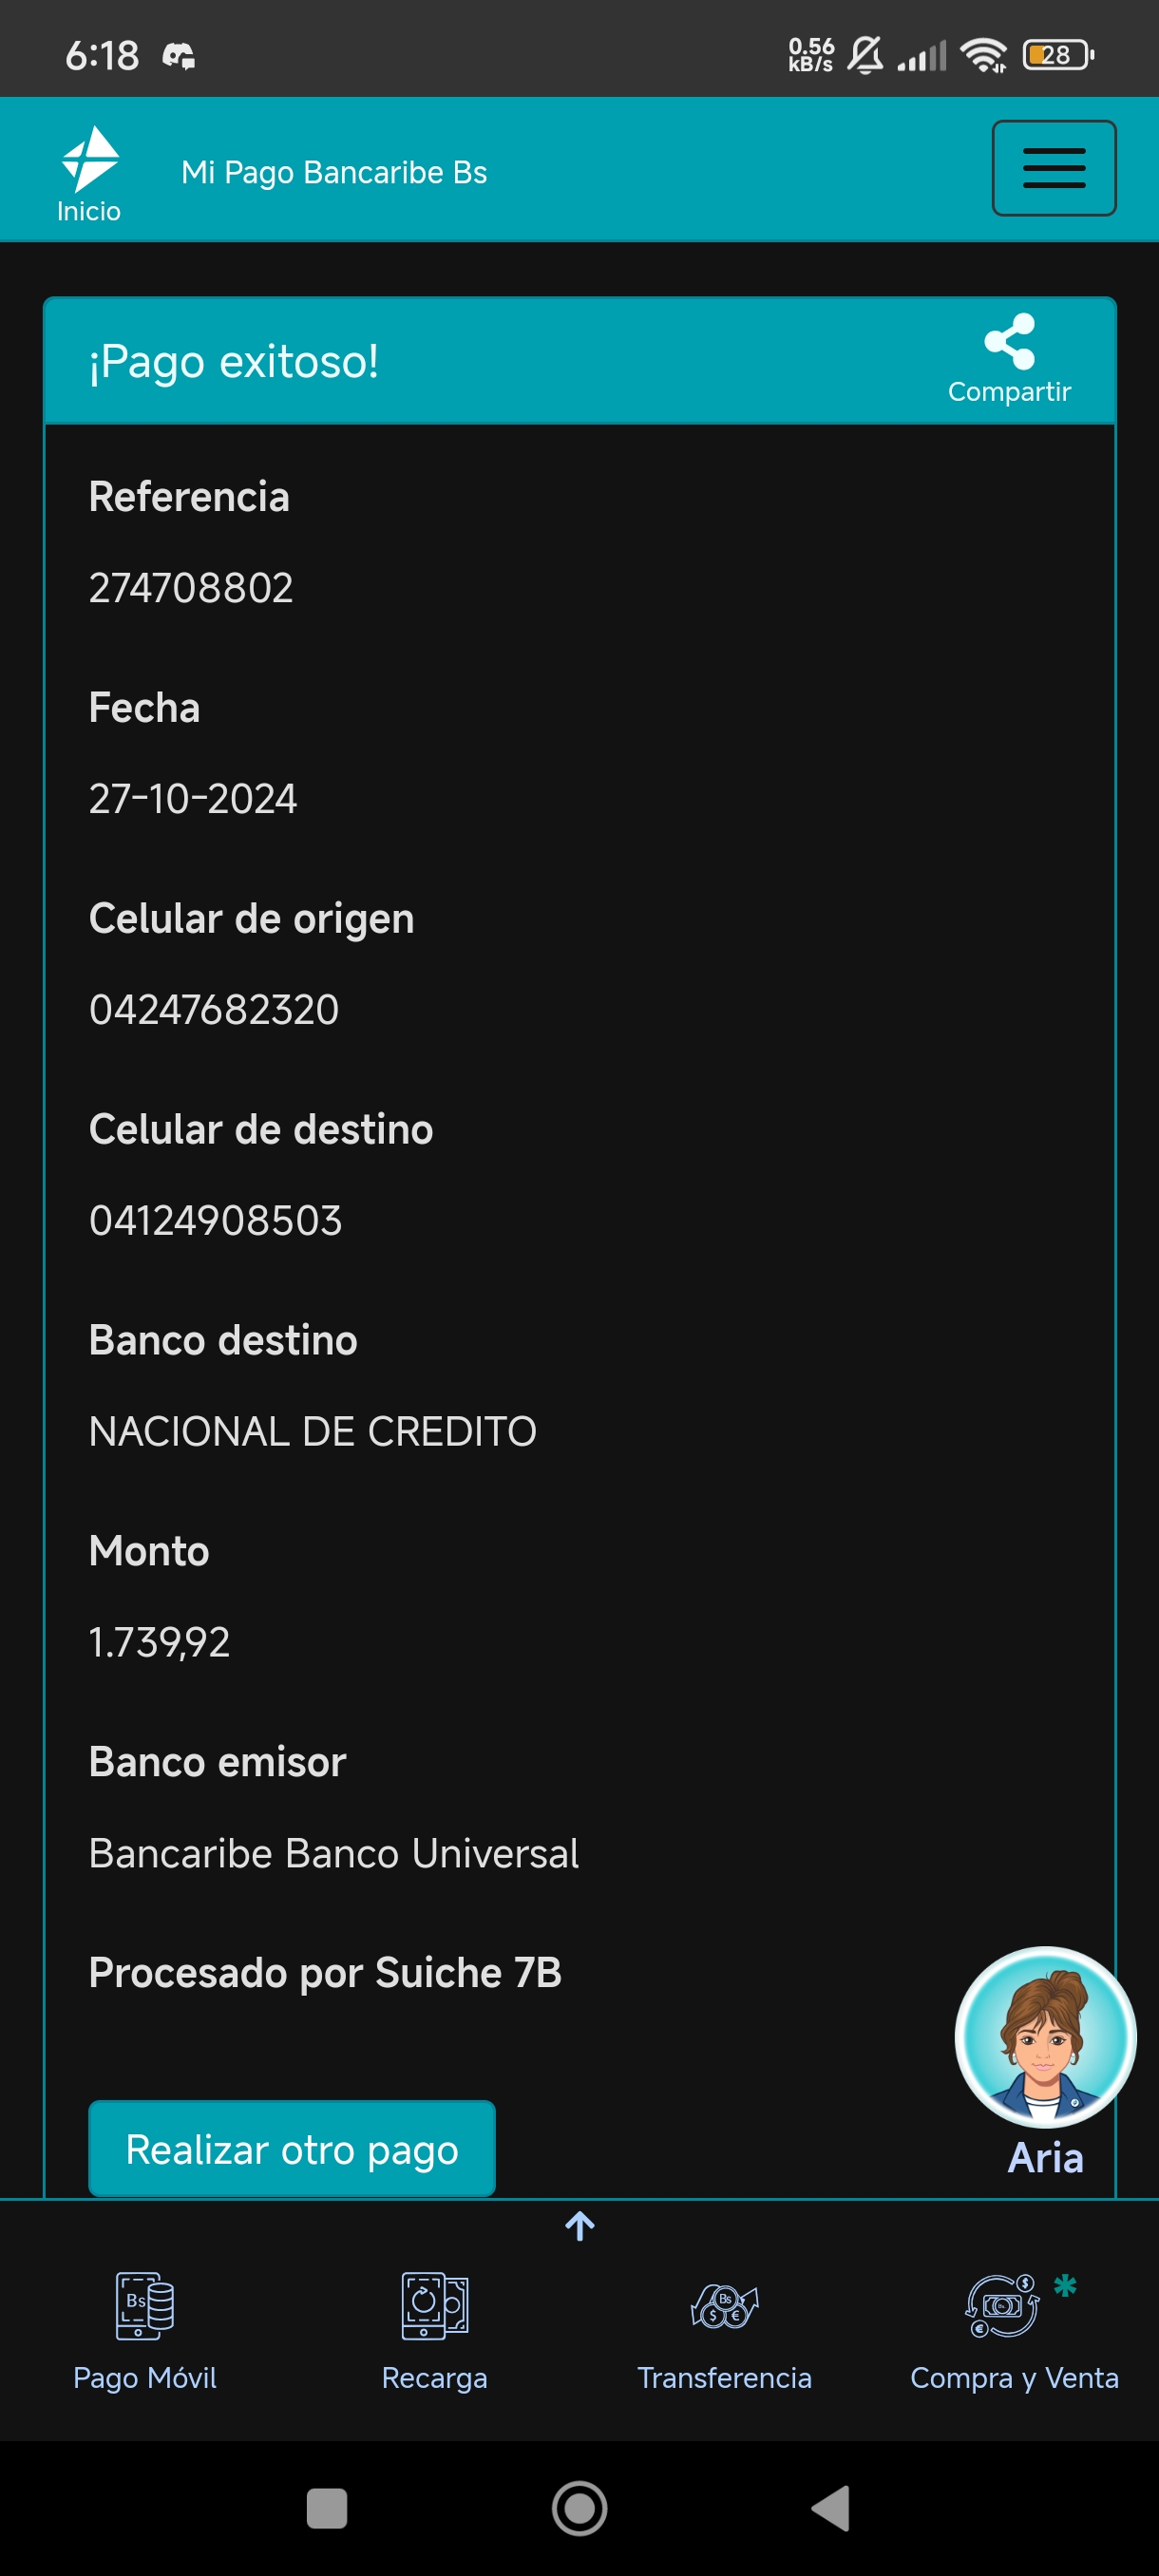 6:18
0.56
kB/s
28
Inicio
Mi Pago Bancaribe Bs
¡Pago exitoso!
Compartir
Referencia
274708802
Fecha
27-10-2024
Celular de origen
04247682320
Celular de destino
04124908503
Banco destino
NACIONAL DE CREDITO
Monto
1.739,92
Banco emisor
Bancaribe Banco Universal
Procesado por Suiche 7B
Aria
Realizar otro pago
Bs
Bs
$
€
$
€
Pago Móvil
Recarga
Transferencia
Compra y Venta